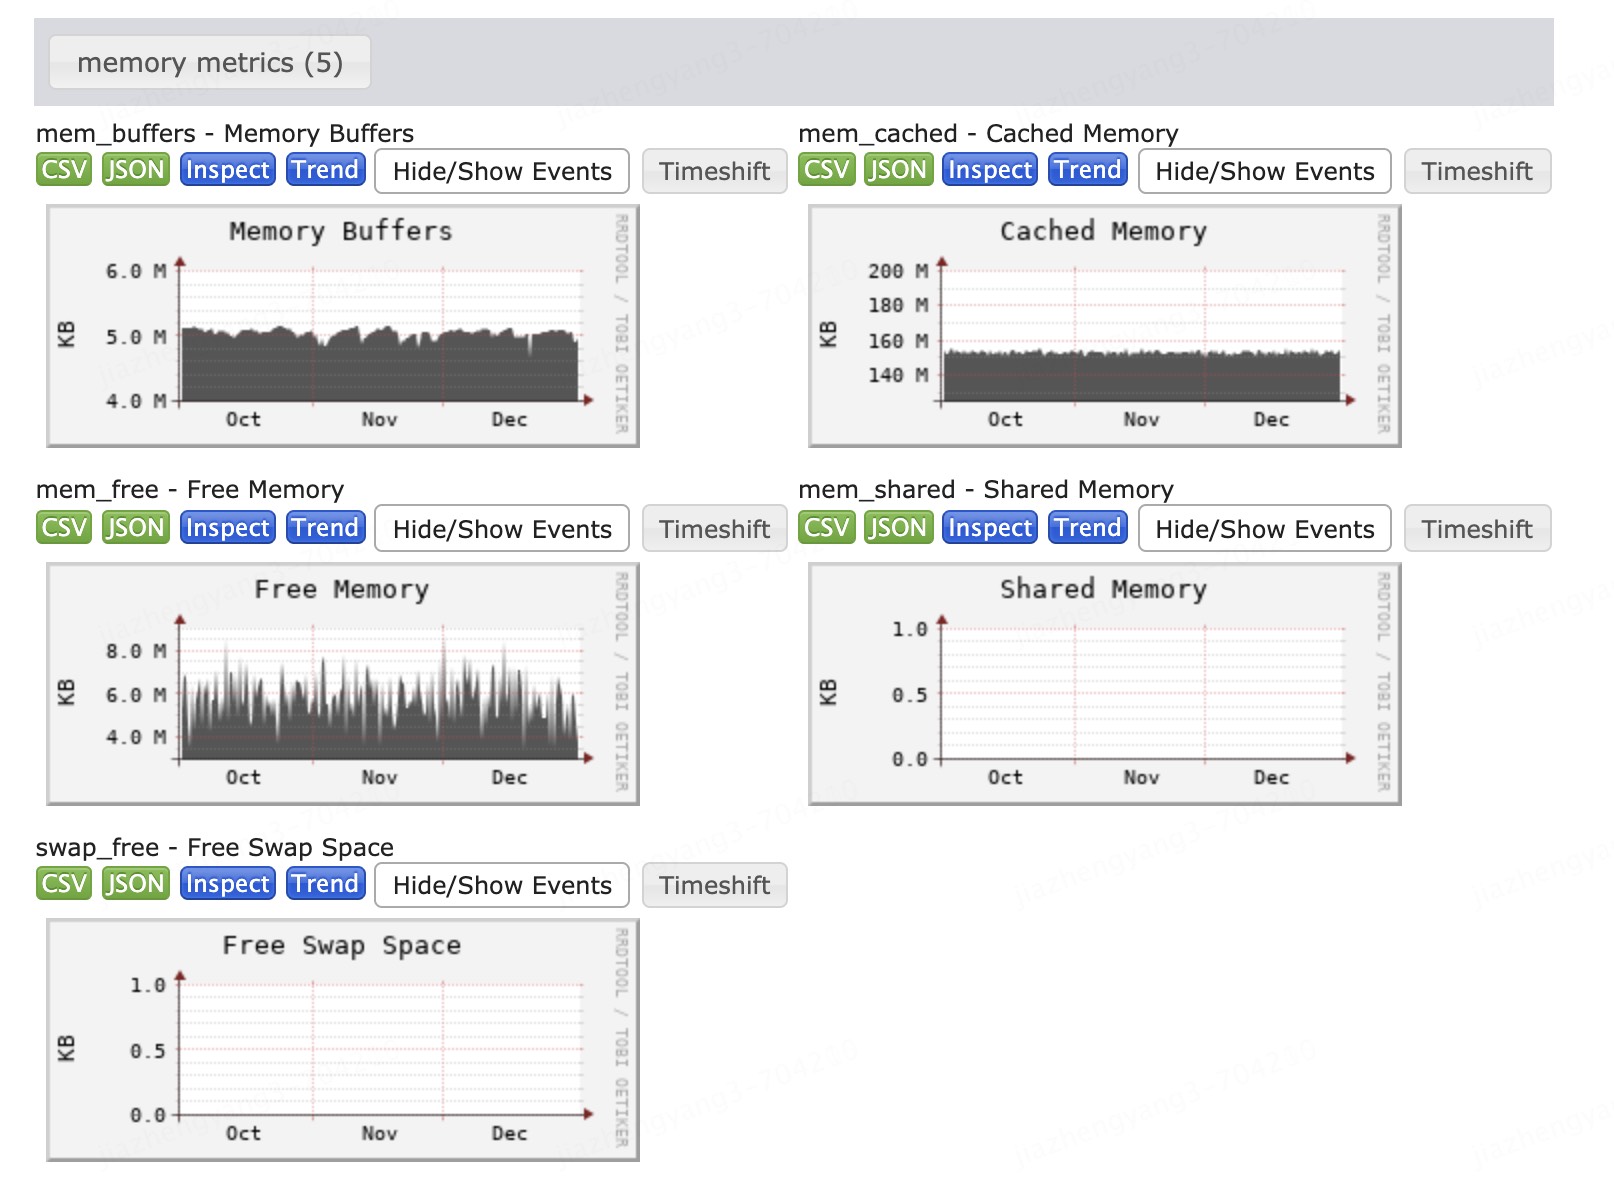 memory metrics (5)
mem_buffers - Memory Buffers
CSV JSON Inspect Trend Hide/Show Events Timeshift
Memory Buffers
6.0 M
5.0 M
4.0 M
KB
Oct Nov Dec
RRDTOOL / TOBI OETIKER
mem_cached - Cached Memory
CSV JSON Inspect Trend Hide/Show Events Timeshift
Cached Memory
200 M
180 M
160 M
140 M
KB
Oct Nov Dec
RRDTOOL / TOBI OETIKER
mem_free - Free Memory
CSV JSON Inspect Trend Hide/Show Events Timeshift
Free Memory
8.0 M
6.0 M
4.0 M
KB
Oct Nov Dec
RRDTOOL / TOBI OETIKER
mem_shared - Shared Memory
CSV JSON Inspect Trend Hide/Show Events Timeshift
Shared Memory
1.0
0.5
0.0
KB
Oct Nov Dec
RRDTOOL / TOBI OETIKER
swap_free - Free Swap Space
CSV JSON Inspect Trend Hide/Show Events Timeshift
Free Swap Space
1.0
0.5
0.0
KB
Oct Nov Dec
RRDTOOL / TOBI OETIKER